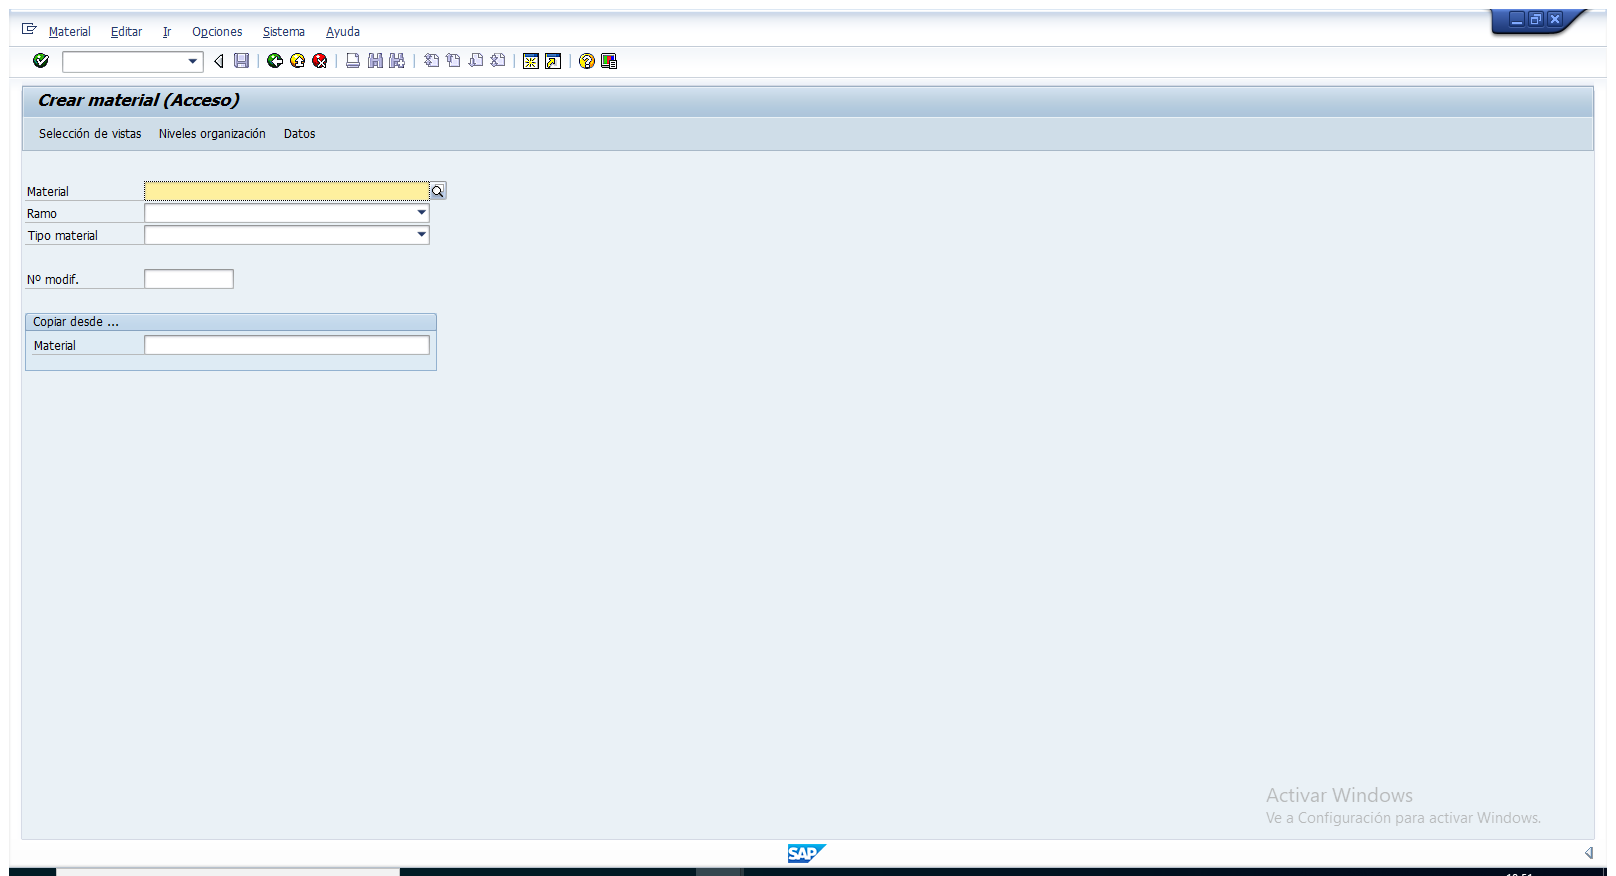 Material Editar Ir Opciones Sistema Ayuda
Crear material (Acceso)
Selección de vistas Niveles organización Datos
Material
Ramo
Tipo material
Nº modif.
Copiar desde ...
Material
Activar Windows
Ve a Configuración para activar Windows.
SAP